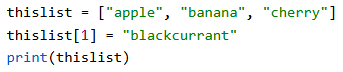 thislist = ["apple", "banana", "cherry"]
thislist[1] = "blackcurrant"
print(thislist)